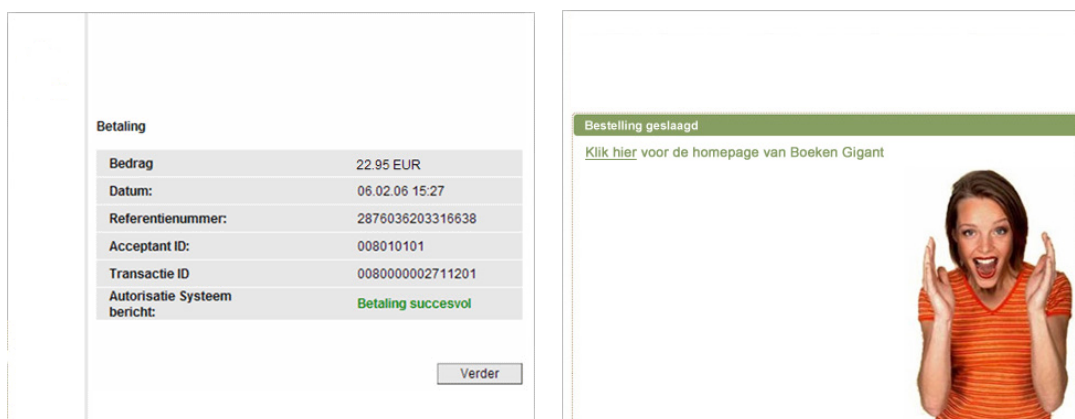 Betaling
Bedrag 22.95 EUR
Datum: 06.02.06 15:27
Referentienummer: 2876036203316638
Acceptant ID: 008010101
Transactie ID 0080000002711201
Autorisatie Systeem
bericht: Betaling succesvol
Verder
Bestelling geslaagd
Klik hier voor de homepage van Boeken Gigant